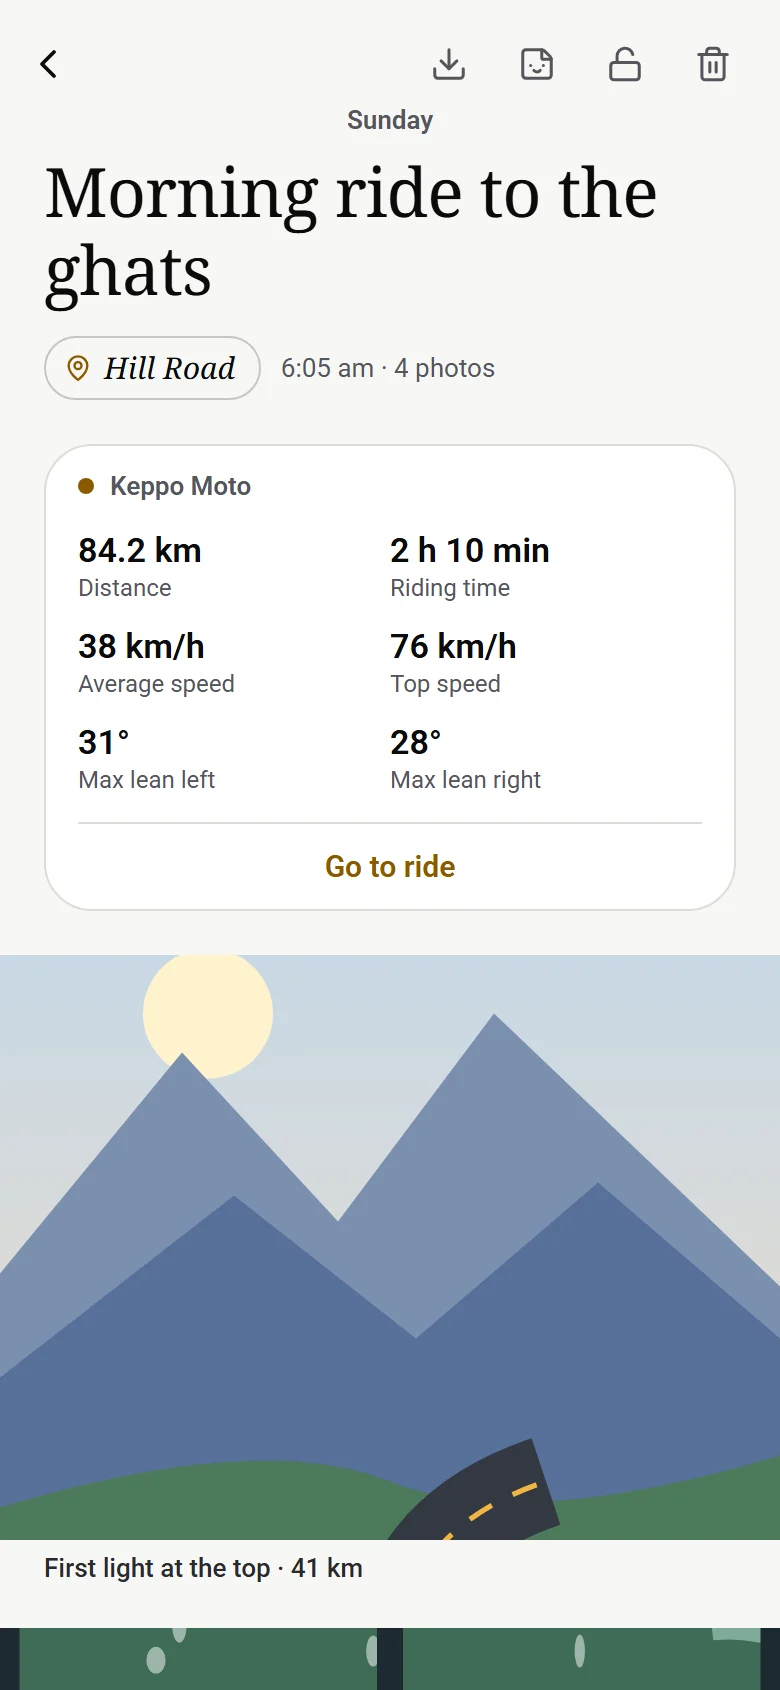 Sunday
Morning ride to the
ghats
Hill Road
6:05 am · 4 photos
Keppo Moto
84.2 km
2 h 10 min
Distance
Riding time
38 km/h
76 km/h
Average speed
Top speed
31°
28°
Max lean left
Max lean right
Go to ride
First light at the top · 41 km